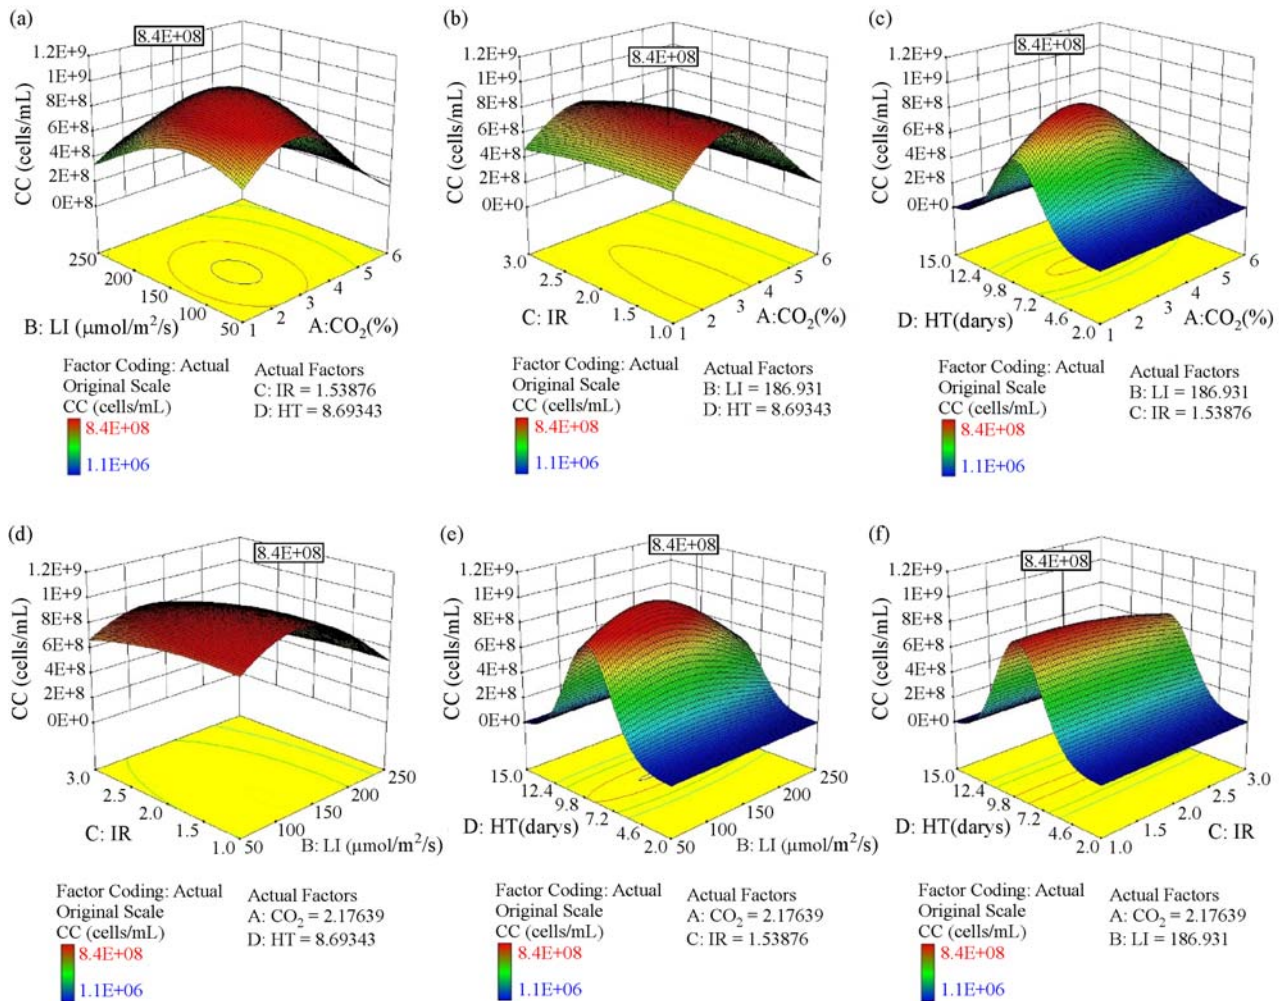 (a)
8.4E+08
1.2E+9
1E+9
8E+8
6E+8
4E+8
2E+8
0E+8
CC (cells/mL)
250
200
150
100
50
1
2
3
4
5
6
B: LI (μmol/m²/s)
A:CO₂(%)
Factor Coding: Actual
Original Scale
CC (cells/mL)
8.4E+08
1.1E+06
Actual Factors
C: IR = 1.53876
D: HT = 8.69343
(b)
8.4E+08
1.2E+9
1E+9
8E+8
6E+8
4E+8
2E+8
0E+0
CC (cells/mL)
3.0
2.5
2.0
1.5
1.0
1
2
3
4
5
6
C: IR
A:CO₂(%)
Factor Coding: Actual
Original Scale
CC (cells/mL)
8.4E+08
1.1E+06
Actual Factors
B: LI = 186.931
D: HT = 8.69343
(c)
8.4E+08
1.2E+9
1E+9
8E+8
6E+8
4E+8
2E+8
0E+0
CC (cells/mL)
15.0
12.4
9.8
7.2
4.6
2.0
1
2
3
4
5
6
D: HT(darys)
A:CO₂(%)
Factor Coding: Actual
Original Scale
CC (cells/mL)
8.4E+08
1.1E+06
Actual Factors
B: LI = 186.931
C: IR = 1.53876
(d)
8.4E+08
1.2E+9
1E+9
8E+8
6E+8
4E+8
2E+8
0E+0
CC (cells/mL)
3.0
2.5
2.0
1.5
1.0
50
100
150
200
250
C: IR
B: LI (μmol/m²/s)
Factor Coding: Actual
Original Scale
CC (cells/mL)
8.4E+08
1.1E+06
Actual Factors
A: CO₂ = 2.17639
D: HT = 8.69343
(e)
8.4E+08
1.2E+9
1E+9
8E+8
6E+8
4E+8
2E+8
0E+0
CC (cells/mL)
15.0
12.4
9.8
7.2
4.6
2.0
50
100
150
200
250
D: HT(darys)
B: LI (μmol/m²/s)
Factor Coding: Actual
Original Scale
CC (cells/mL)
8.4E+08
1.1E+06
Actual Factors
A: CO₂ = 2.17639
C: IR = 1.53876
(f)
8.4E+08
1.2E+9
1E+9
8E+8
6E+8
4E+8
2E+8
0E+0
CC (cells/mL)
15.0
12.4
9.8
7.2
4.6
2.0
1.0
1.5
2.0
2.5
3.0
D: HT(darys)
C: IR
Factor Coding: Actual
Original Scale
CC (cells/mL)
8.4E+08
1.1E+06
Actual Factors
A: CO₂ = 2.17639
B: LI = 186.931